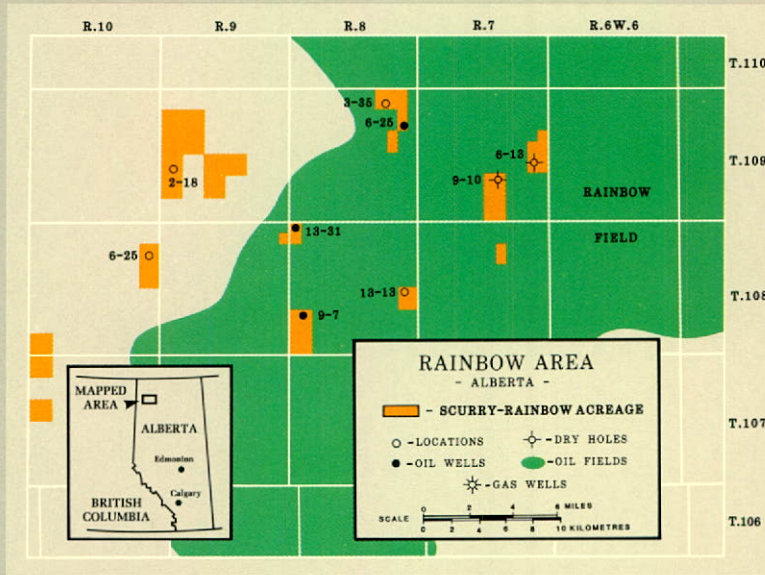 R.10 R.9 R.8 R.7 R.6W.6
T.110
3-35
6-25
6-13
T.109
2-18
9-10
RAINBOW
13-31
FIELD
6-25
13-13
T.108
9-7
RAINBOW AREA
- ALBERTA -
- SCURRY-RAINBOW ACREAGE
-LOCATIONS -DRY HOLES
-OIL WELLS -OIL FIELDS
-GAS WELLS
SCALE
0 2 4 6 MILES
0 2 4 6 8 10 KILOMETRES
MAPPED
AREA
ALBERTA
Edmonton
Calgary
BRITISH
COLUMBIA
T.107
T.106